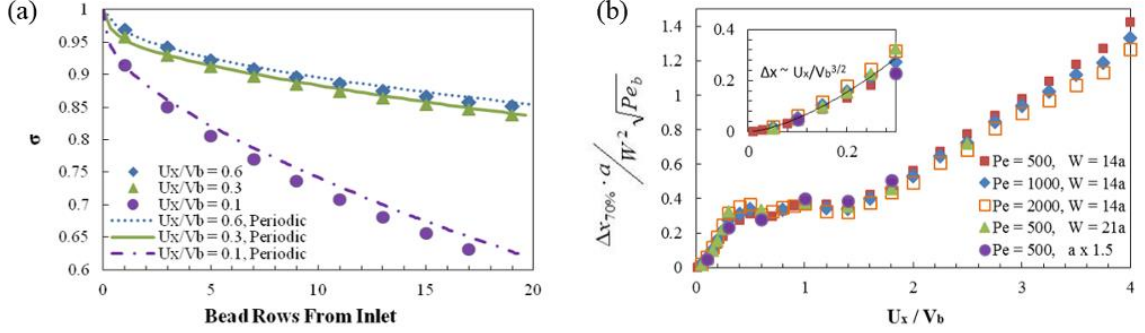 (a)
1
0.95
0.9
0.85
0.8
0.75
0.7
0.65
0.6
σ
Ux/Vb = 0.6
Ux/Vb = 0.3
Ux/Vb = 0.1
Ux/Vb = 0.6, Periodic
Ux/Vb = 0.3, Periodic
Ux/Vb = 0.1, Periodic
0 5 10 15 20
Bead Rows From Inlet
(b)
1.4
1.2
1
0.8
0.6
0.4
0.2
0
Δx70% · a / W² √Peb
0.4
0.2
0
Δx ~ Ux/Vb^3/2
0.2
Pe = 500, W = 14a
Pe = 1000, W = 14a
Pe = 2000, W = 14a
Pe = 500, W = 21a
Pe = 500, a x 1.5
0 1 2 3 4
Ux / Vb